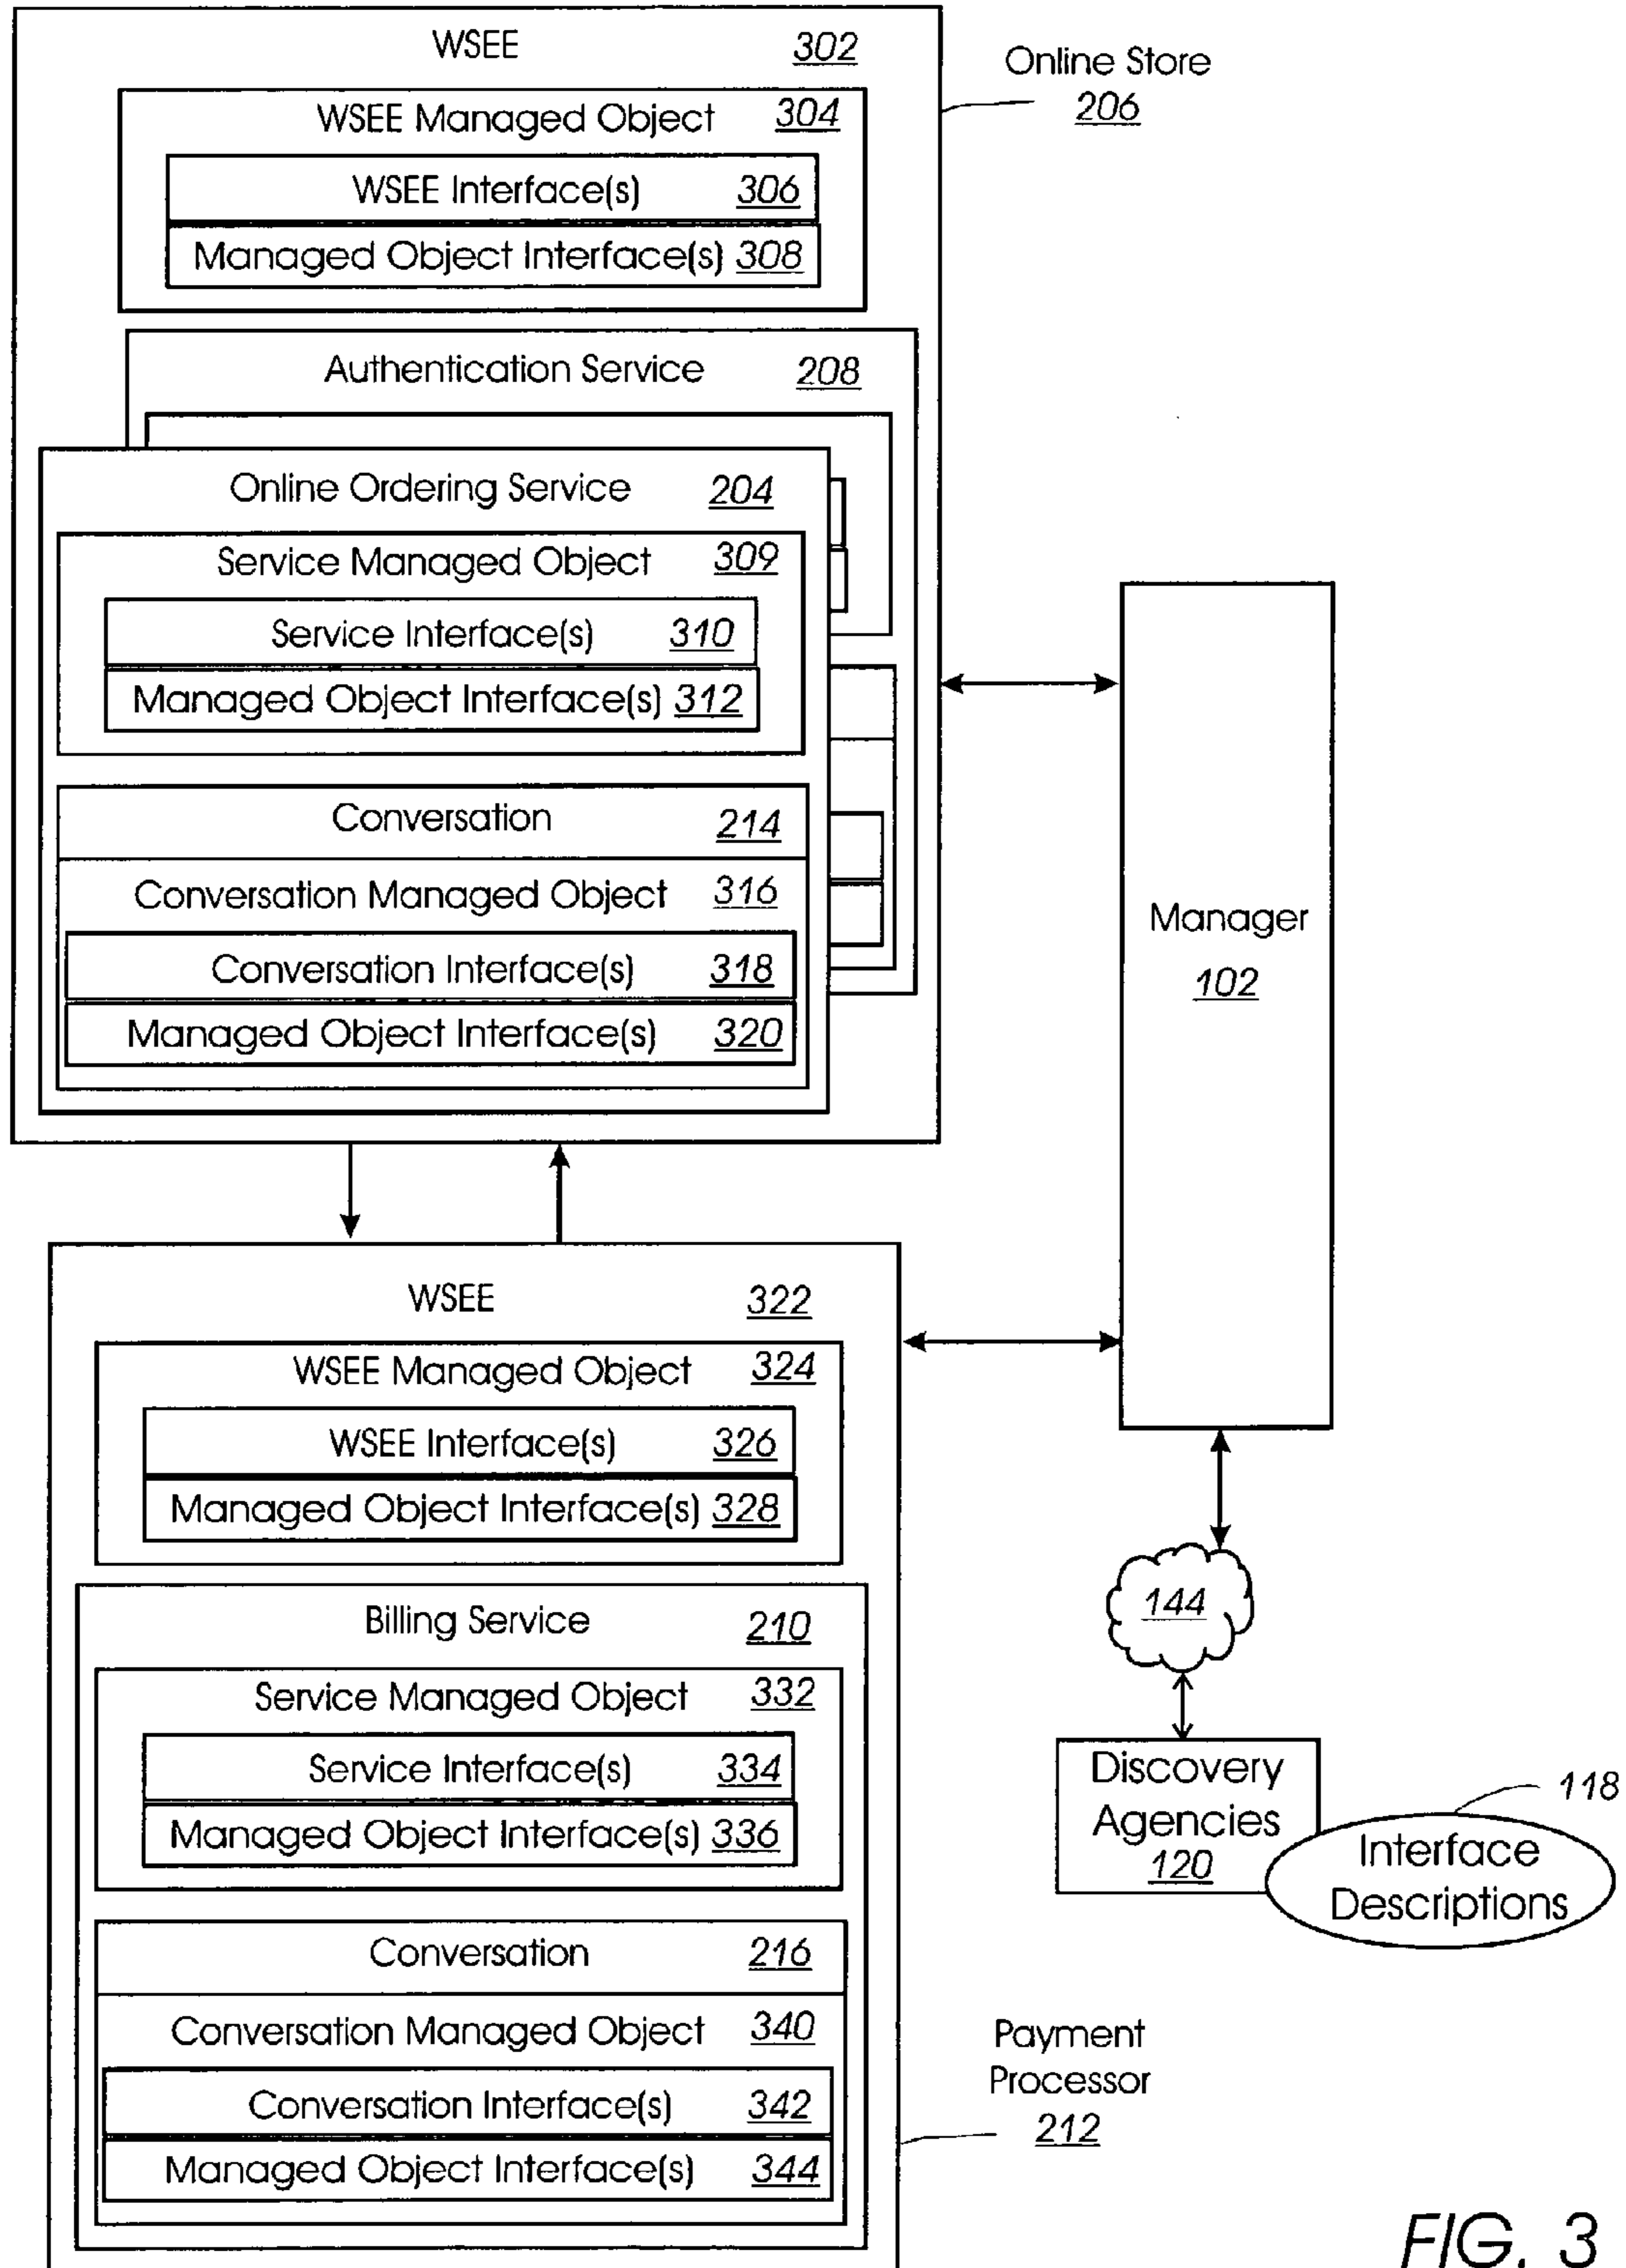 WSEE 302
WSEE Managed Object 304
WSEE Interface(s) 306
Managed Object Interface(s) 308
Authentication Service 208
Online Ordering Service 204
Service Managed Object 309
Service Interface(s) 310
Managed Object Interface(s) 312
Conversation 214
Conversation Managed Object 316
Conversation Interface(s) 318
Managed Object Interface(s) 320
Online Store
206
Manager
102
WSEE 322
WSEE Managed Object 324
WSEE Interface(s) 326
Managed Object Interface(s) 328
Billing Service 210
Service Managed Object 332
Service Interface(s) 334
Managed Object Interface(s) 336
Conversation 216
Conversation Managed Object 340
Conversation Interface(s) 342
Managed Object Interface(s) 344
144
Discovery
Agencies
120
118
Interface
Descriptions
Payment
Processor
212
FIG. 3